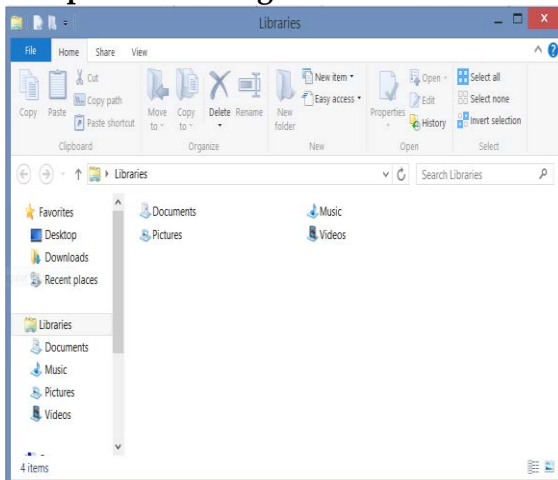 Libraries
File Home Share View
Copy Paste Cut Copy path Paste shortcut Move to Copy to Delete Rename New folder New item Easy access Properties Open Edit History Select all Select none Invert selection
Clipboard Organize New Open Select
Libraries Search Libraries
Favorites
Desktop
Downloads
Recent places
Libraries
Documents
Music
Pictures
Videos
Documents Music
Pictures Videos
4 items